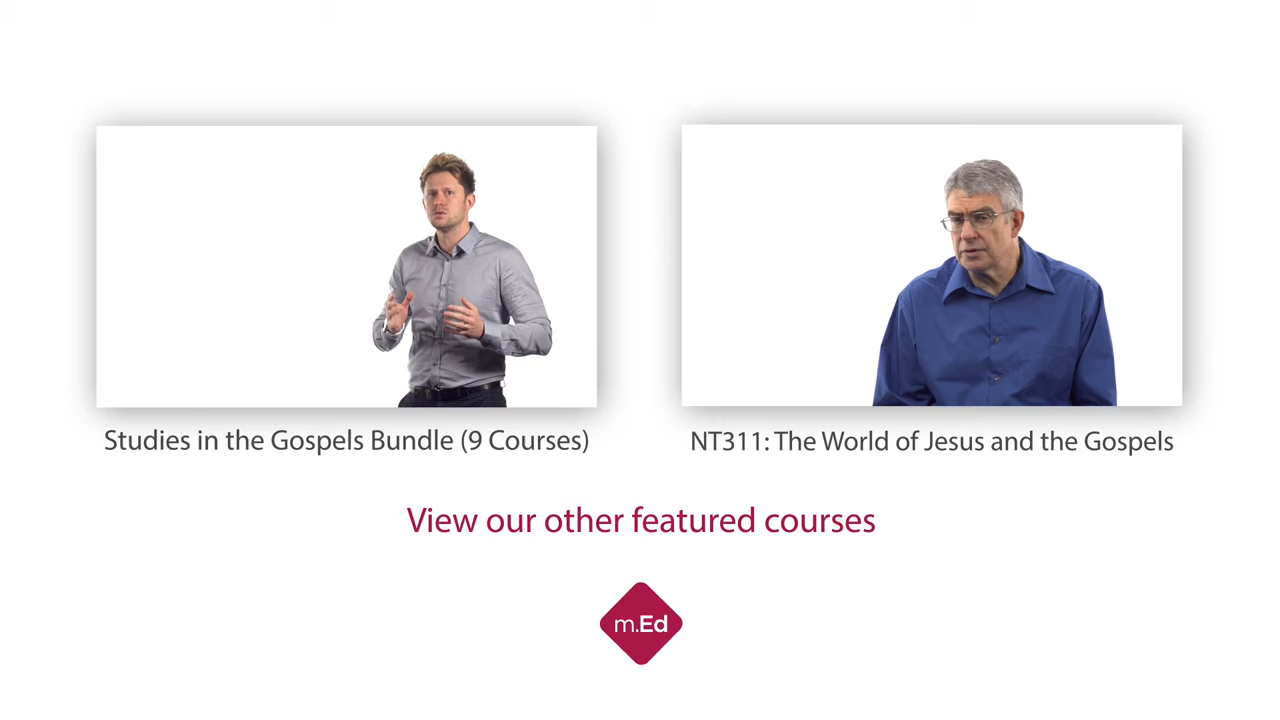 Studies in the Gospels Bundle (9 Courses)
NT311: The World of Jesus and the Gospels
View our other featured courses
m.Ed